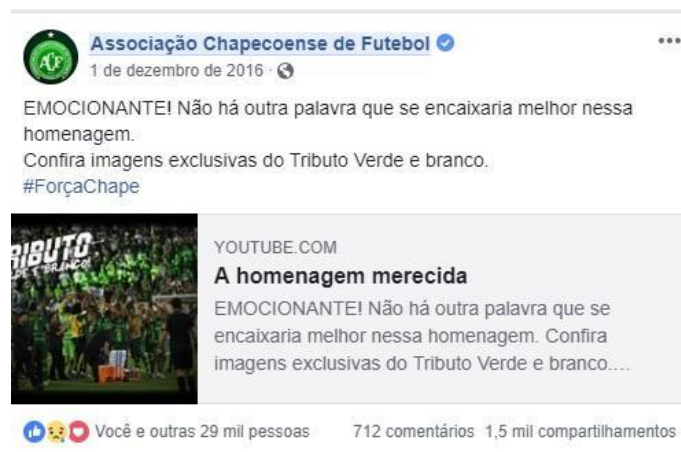 Associação Chapecoense de Futebol
1 de dezembro de 2016 ·
EMOCIONANTE! Não há outra palavra que se encaixaria melhor nessa
homenagem.
Confira imagens exclusivas do Tributo Verde e branco.
#ForçaChape
YOUTUBE.COM
A homenagem merecida
EMOCIONANTE! Não há outra palavra que se
encaixaria melhor nessa homenagem. Confira
imagens exclusivas do Tributo Verde e branco....
Você e outras 29 mil pessoas 712 comentários 1,5 mil compartilhamentos